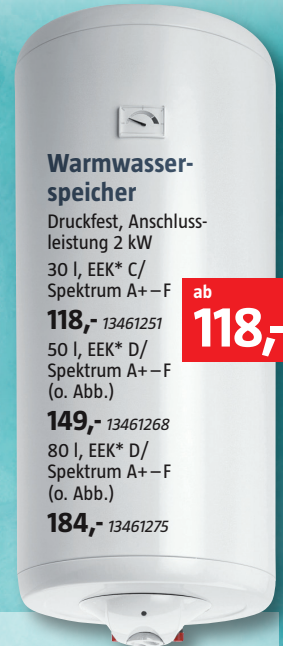 Warmwasser-
speicher
Druckfest, Anschluss-
leistung 2 kW
30 l, EEK* C/
Spektrum A+–F
118,- 13461251
50 l, EEK* D/
Spektrum A+–F
(o. Abb.)
149,- 13461268
80 l, EEK* D/
Spektrum A+–F
(o. Abb.)
184,- 13461275
ab
118,-